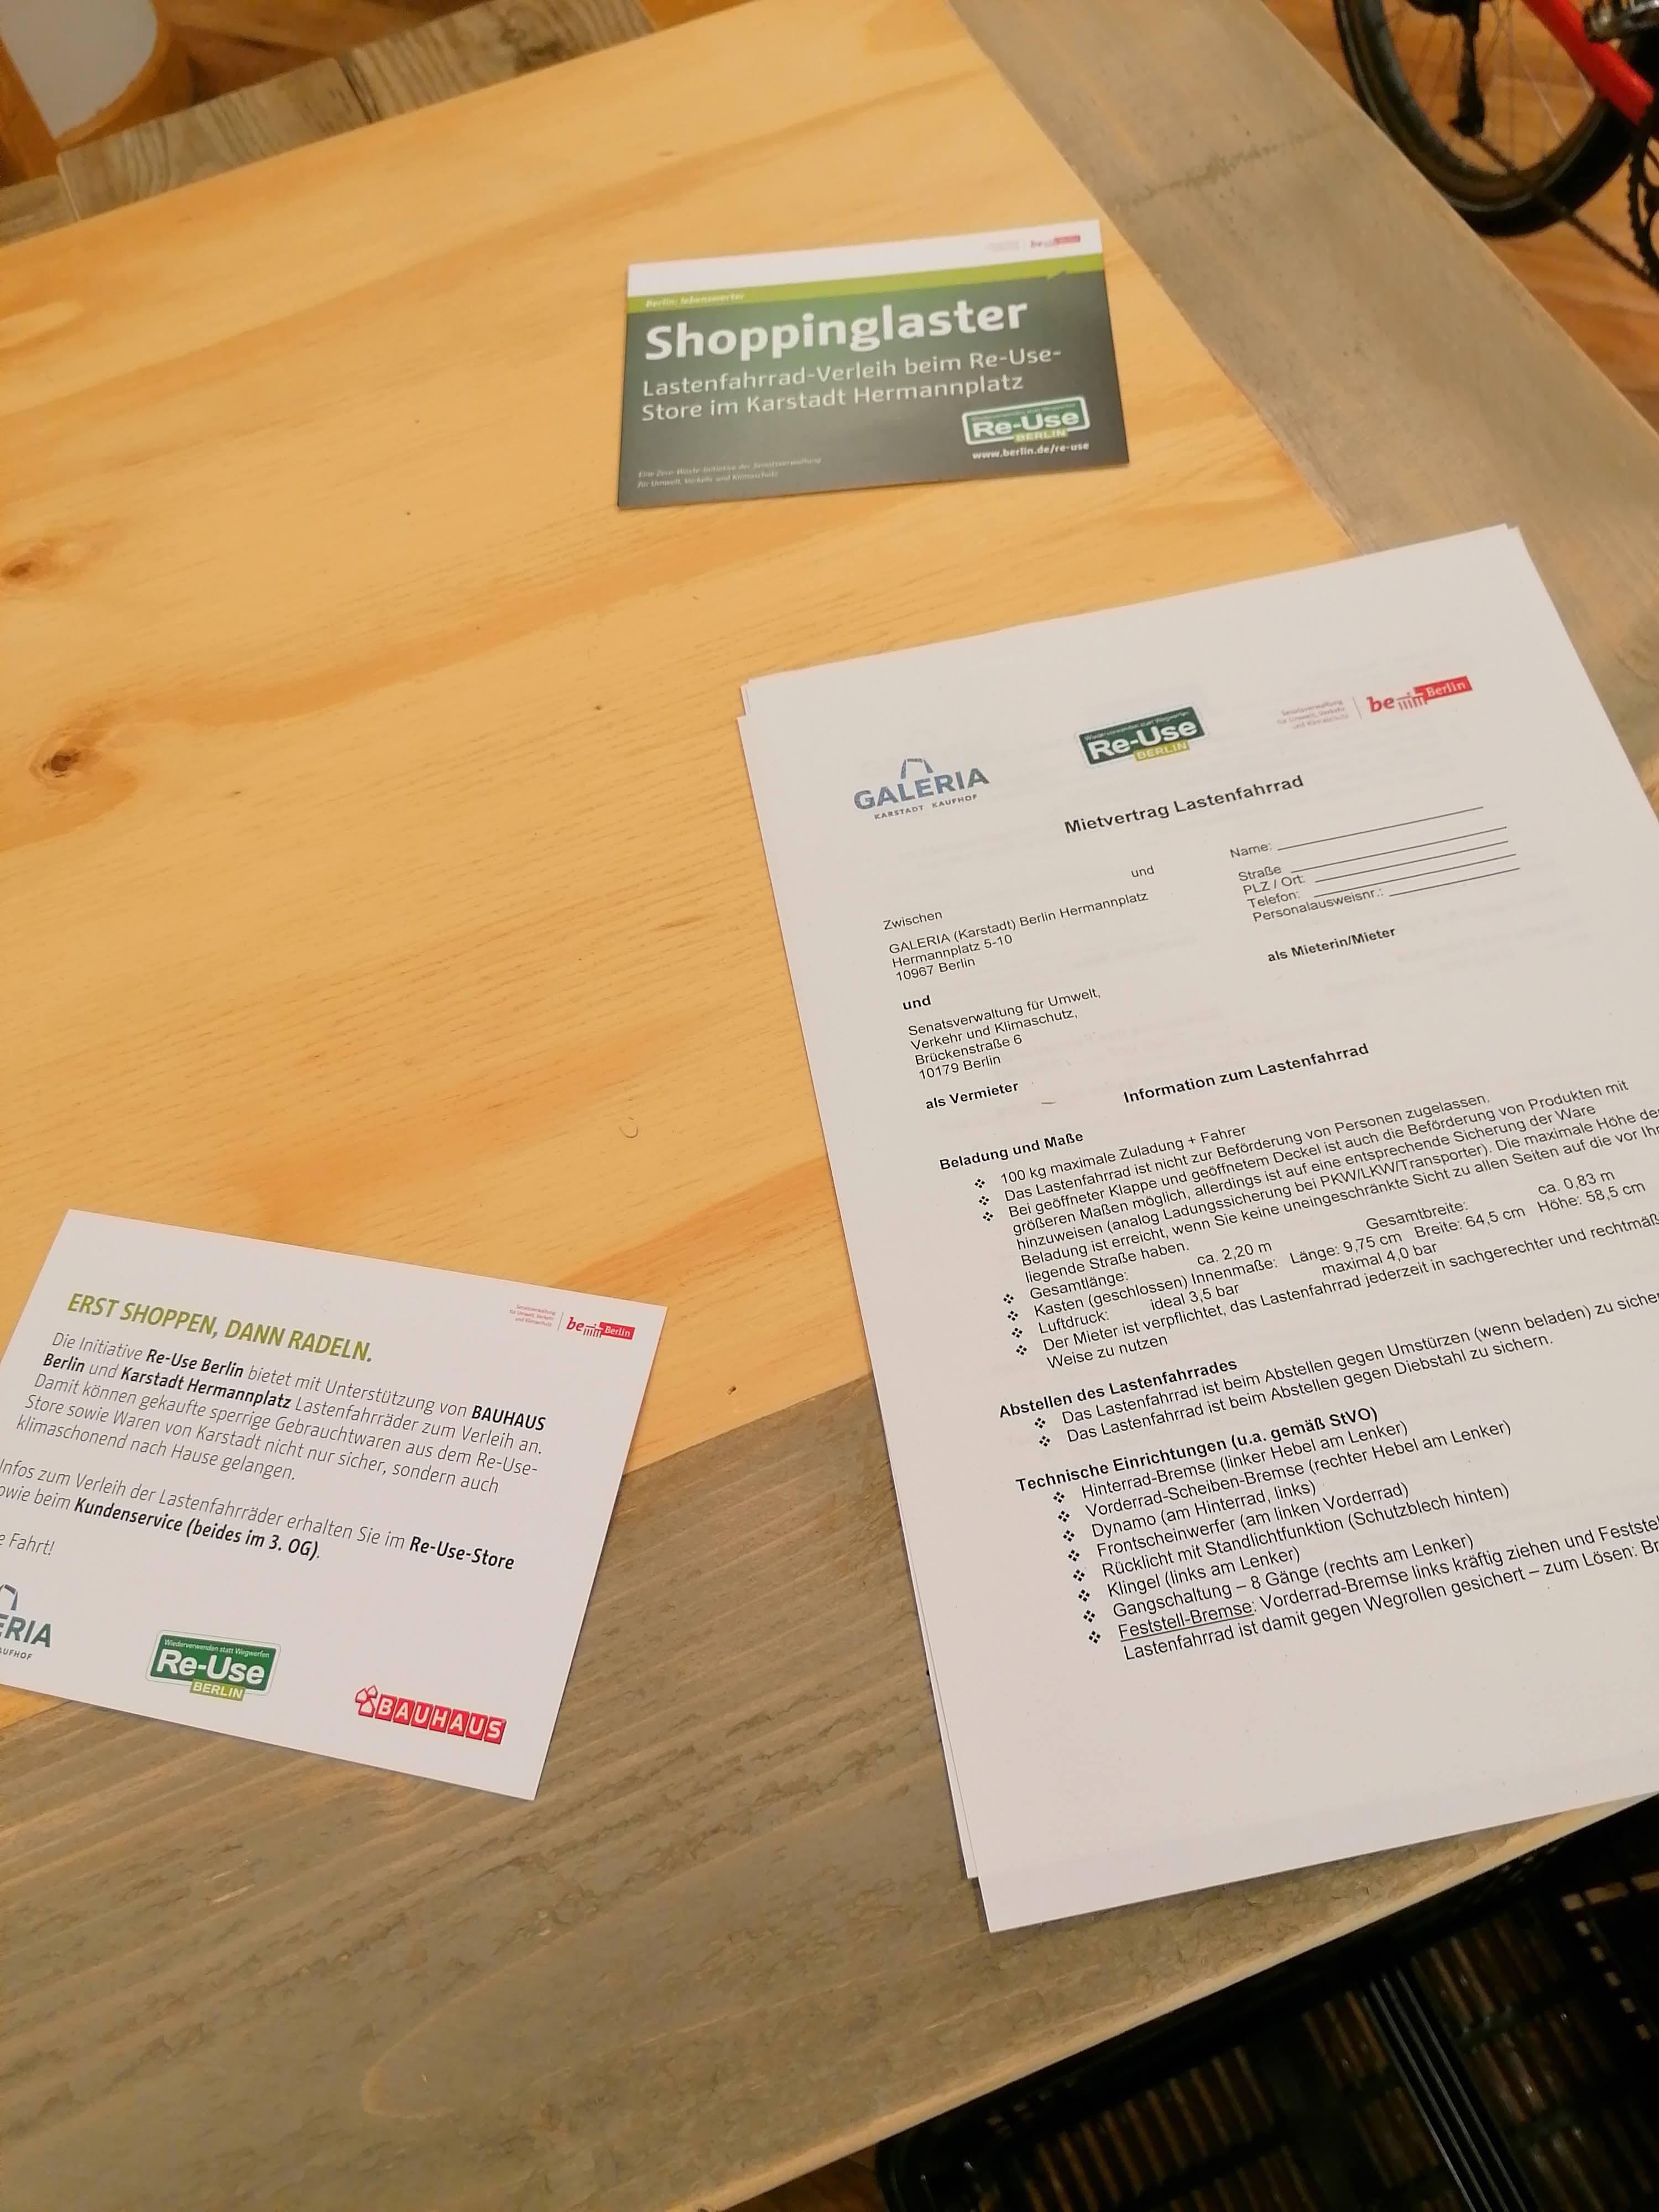 Berlin: lebenswerter
Shoppinglaster
Lastenfahrrad-Verleih beim Re-Use-
Store im Karstadt Hermannplatz
Re-Use
BERLIN
www.berlin.de/re-use
Eine Zero-Waste-Initiative der Senatsverwaltung
für Umwelt, Verkehr und Klimaschutz
GALERIA
KARSTADT KAUFHOF
Wiederverwenden statt Wegwerfen
Re-Use
BERLIN
Senatsverwaltung
für Umwelt, Verkehr
und Klimaschutz
be Berlin
Mietvertrag Lastenfahrrad
Zwischen
und
GALERIA (Karstadt) Berlin Hermannplatz
Hermannplatz 5-10
10967 Berlin
und
Senatsverwaltung für Umwelt,
Verkehr und Klimaschutz,
Brückenstraße 6
10179 Berlin
als Vermieter
Name:
Straße
PLZ / Ort:
Telefon:
Personalausweisnr.:
als Mieterin/Mieter
Information zum Lastenfahrrad
Beladung und Maße
❖ 100 kg maximale Zuladung + Fahrer
❖ Das Lastenfahrrad ist nicht zur Beförderung von Personen zugelassen.
❖ Bei geöffneter Klappe und geöffnetem Deckel ist auch die Beförderung von Produkten mit
größeren Maßen möglich, allerdings ist auf eine entsprechende Sicherung der Ware
hinzuweisen (analog Ladungssicherung bei PKW/LKW/Transporter). Die maximale Höhe der
Beladung ist erreicht, wenn Sie keine uneingeschränkte Sicht zu allen Seiten auf die vor
liegende Straße haben.
❖ Gesamtlänge: ca. 2,20 m Gesamtbreite: ca. 0,83 m
❖ Kasten (geschlossen) Innenmaße: Länge: 9,75 cm Breite: 64,5 cm Höhe: 58,5 cm
❖ Luftdruck: ideal 3,5 bar maximal 4,0 bar
❖ Der Mieter ist verpflichtet, das Lastenfahrrad jederzeit in sachgerechter und rechtmäß
Weise zu nutzen
Abstellen des Lastenfahrrades
❖ Das Lastenfahrrad ist beim Abstellen gegen Umstürzen (wenn beladen) zu siche
❖ Das Lastenfahrrad ist beim Abstellen gegen Diebstahl zu sichern.
Technische Einrichtungen (u.a. gemäß StVO)
❖ Hinterrad-Bremse (linker Hebel am Lenker)
❖ Vorderrad-Scheiben-Bremse (rechter Hebel am Lenker)
❖ Dynamo (am Hinterrad, links)
❖ Frontscheinwerfer (am linken Vorderrad)
❖ Rücklicht mit Standlichtfunktion (Schutzblech hinten)
❖ Klingel (links am Lenker)
❖ Gangschaltung – 8 Gänge (rechts am Lenker)
❖ Feststell-Bremse: Vorderrad-Bremse links kräftig ziehen und Festste
Lastenfahrrad ist damit gegen Wegrollen gesichert – zum Lösen: Br
Senatsverwaltung
für Umwelt, Verkehr
und Klimaschutz
be Berlin
ERST SHOPPEN, DANN RADELN.
Die Initiative Re-Use Berlin bietet mit Unterstützung von BAUHAUS
Berlin und Karstadt Hermannplatz Lastenfahrräder zum Verleih an.
Damit können gekaufte sperrige Gebrauchtwaren aus dem Re-Use-
Store sowie Waren von Karstadt nicht nur sicher, sondern auch
klimaschonend nach Hause gelangen.
Infos zum Verleih der Lastenfahrräder erhalten Sie im Re-Use-Store
owie beim Kundenservice (beides im 3. OG).
e Fahrt!
ERIA
AUFHOF
Wiederverwenden statt Wegwerfen
Re-Use
BERLIN
BAUHAUS